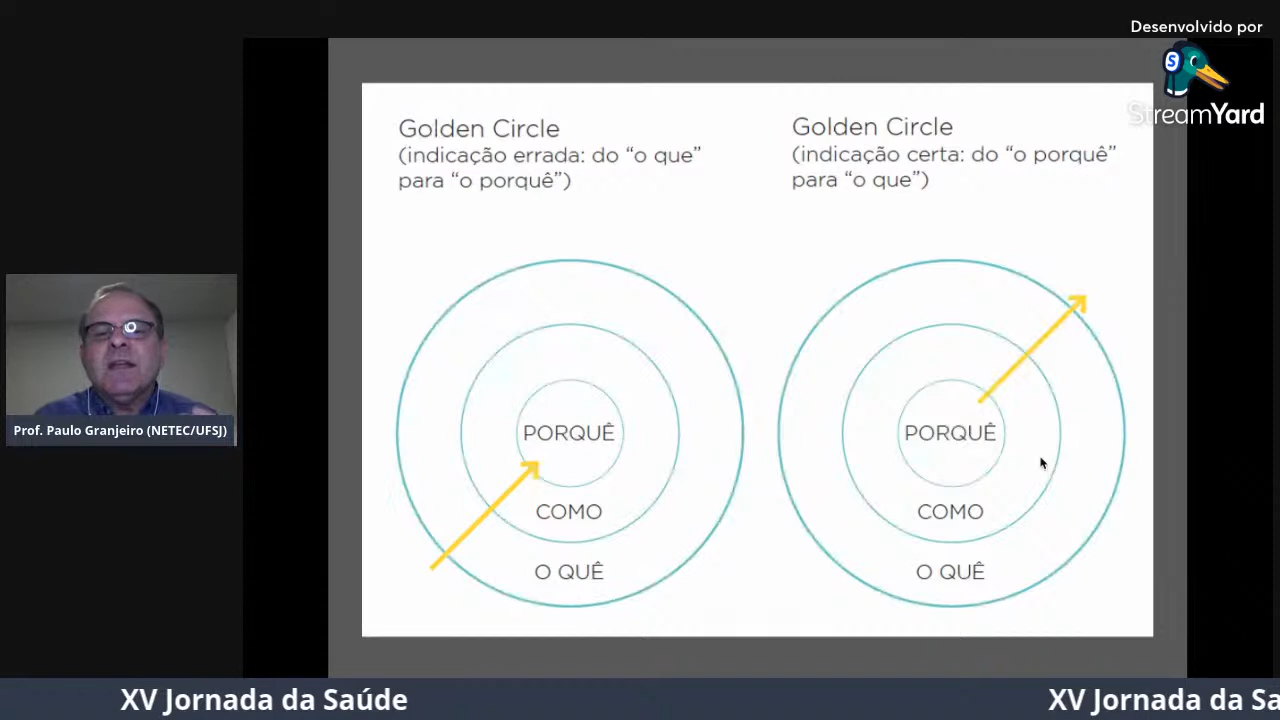 Desenvolvido por
StreamYard
Golden Circle
(indicação errada: do “o que”
para “o porquê”)
Golden Circle
(indicação certa: do “o porquê”
para “o que”)
PORQUÊ
COMO
O QUÊ
PORQUÊ
COMO
O QUÊ
Prof. Paulo Granjeiro (NETEC/UFSJ)
XV Jornada da Saúde
XV Jornada da Sa